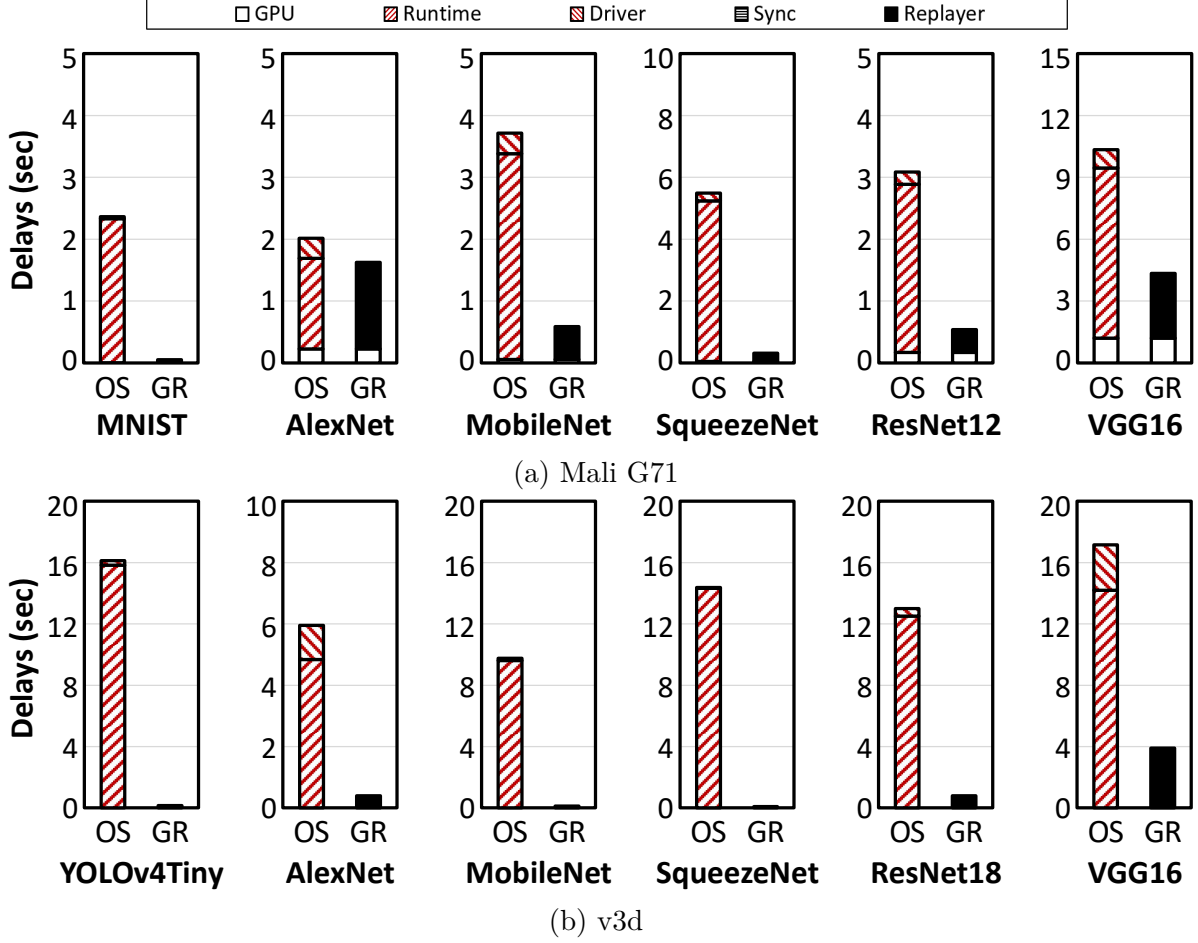 GPU Runtime Driver Sync Replayer
Delays (sec)
5 5 5 10 5 15
4 4 4 8 4 12
3 3 3 6 3 9
2 2 2 4 2 6
1 1 1 2 1 3
0 0 0 0 0 0
OS GR OS GR OS GR OS GR OS GR OS GR
MNIST AlexNet MobileNet SqueezeNet ResNet12 VGG16
(a) Mali G71
Delays (sec)
20 10 20 20 20 20
16 8 16 16 16 16
12 6 12 12 12 12
8 4 8 8 8 8
4 2 4 4 4 4
0 0 0 0 0 0
OS GR OS GR OS GR OS GR OS GR OS GR
YOLOv4Tiny AlexNet MobileNet SqueezeNet ResNet18 VGG16
(b) v3d